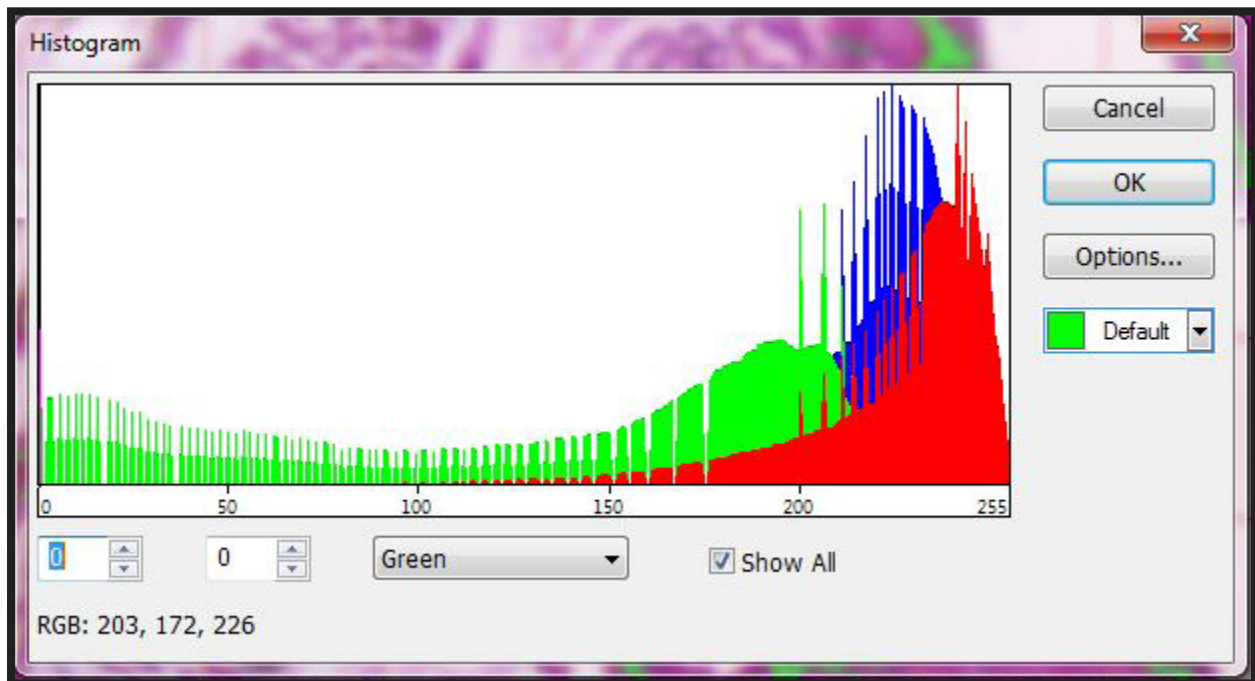 Histogram
Cancel
OK
Options...
Default
0 50 100 150 200 255
0 0 Green Show All
RGB: 203, 172, 226